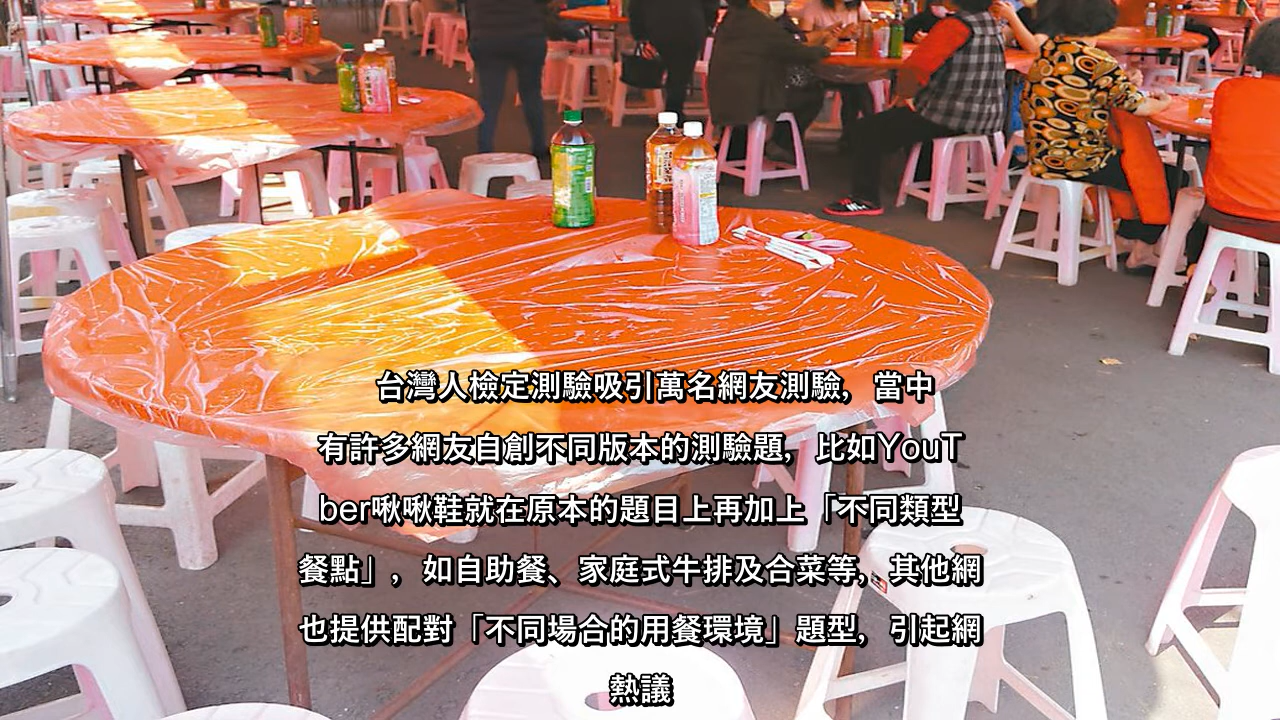 台灣人檢定測驗吸引萬名網友測驗，當中
有許多網友自創不同版本的測驗題，比如YouT
ber啾啾鞋就在原本的題目上再加上「不同類型
餐點」，如自助餐、家庭式牛排及合菜等，其他網
也提供配對「不同場合的用餐環境」題型，引起網
熱議